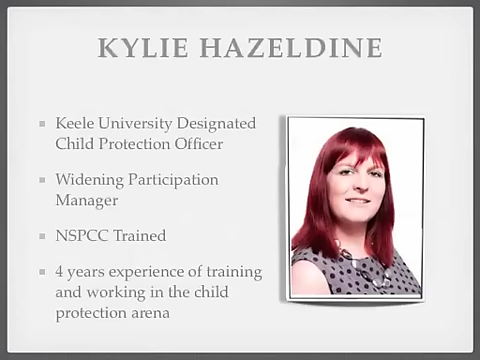 KYLIE HAZELDINE
Keele University Designated
Child Protection Officer
Widening Participation
Manager
NSPCC Trained
4 years experience of training
and working in the child
protection arena